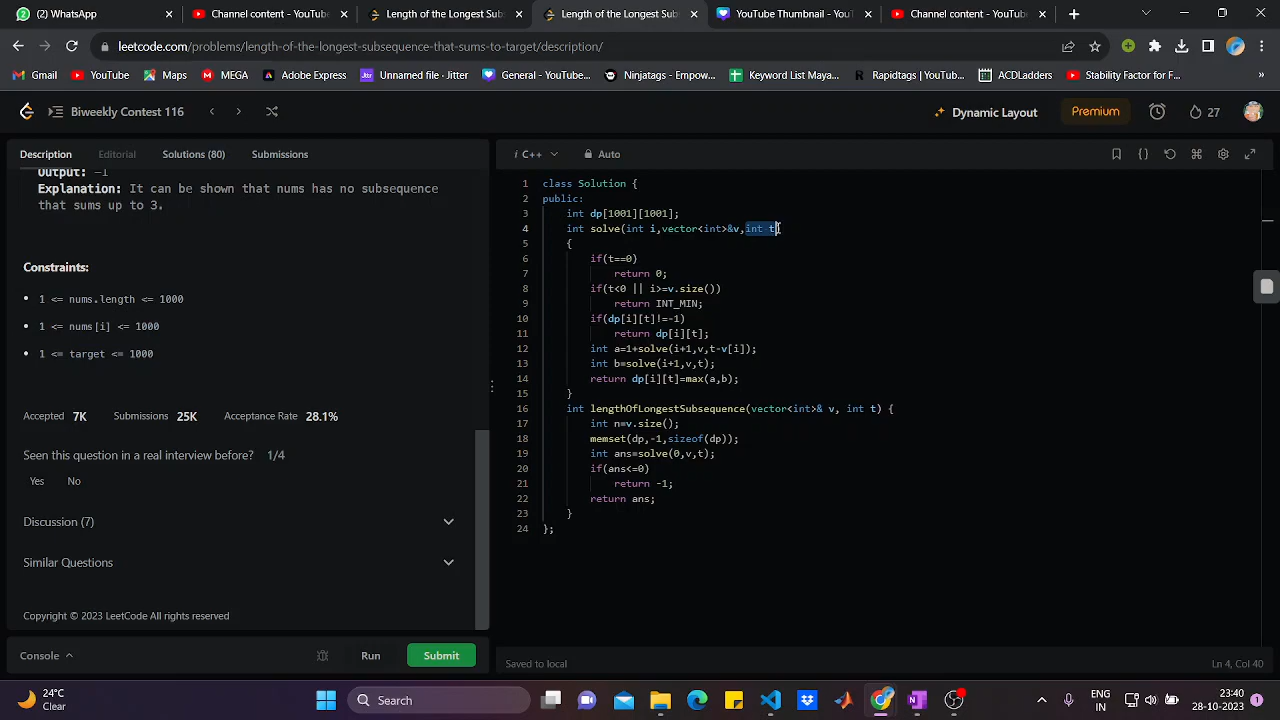 WhatsApp
Channel content - YouTube
Length of the Longest Subs
Length of the Longest Subs
YouTube Thumbnail - YouT
Channel content - YouTube
leetcode.com/problems/length-of-the-longest-subsequence-that-sums-to-target/description/
Gmail YouTube Maps MEGA Adobe Express Unnamed file - Jitter General - YouTube... Ninjatags - Empow... Keyword List Maya... Rapidtags | YouTub... ACDLadders Stability Factor for F... »
Biweekly Contest 116
Dynamic Layout Premium 27
Description Editorial Solutions (80) Submissions
Output: -1
Explanation: It can be shown that nums has no subsequence
that sums up to 3.
Constraints:
• 1 <= nums.length <= 1000
• 1 <= nums[i] <= 1000
• 1 <= target <= 1000
Accepted 7K Submissions 25K Acceptance Rate 28.1%
Seen this question in a real interview before? 1/4
Yes No
Discussion (7)
Similar Questions
Copyright © 2023 LeetCode All rights reserved
Console Run Submit
i C++ Auto
1 class Solution {
2 public:
3 int dp[1001][1001];
4 int solve(int i,vector<int>&v,int t)
5 {
6 if(t==0)
7 return 0;
8 if(t<0 || i>=v.size())
9 return INT_MIN;
10 if(dp[i][t]!=-1)
11 return dp[i][t];
12 int a=1+solve(i+1,v,t-v[i]);
13 int b=solve(i+1,v,t);
14 return dp[i][t]=max(a,b);
15 }
16 int lengthOfLongestSubsequence(vector<int>& v, int t) {
17 int n=v.size();
18 memset(dp,-1,sizeof(dp));
19 int ans=solve(0,v,t);
20 if(ans<=0)
21 return -1;
22 return ans;
23 }
24 };
Saved to local Ln 4, Col 40
24°C
Clear
Search
ENG
IN
23:40
28-10-2023
1